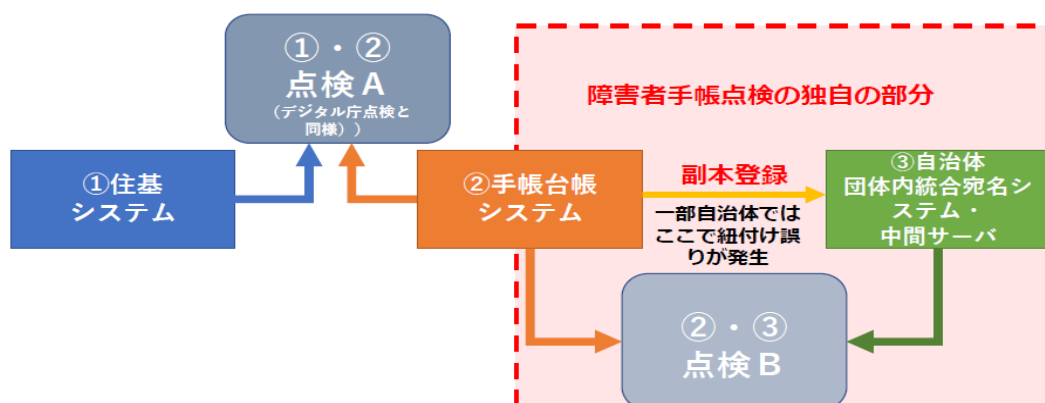 ①・②
点検A
(デジタル庁点検と
同様))
障害者手帳点検の独自の部分
①住基
システム
②手帳台帳
システム
副本登録
一部自治体では
ここで紐付け誤
りが発生
③自治体
団体内統合宛名シ
ステム・
中間サーバ
②・③
点検B